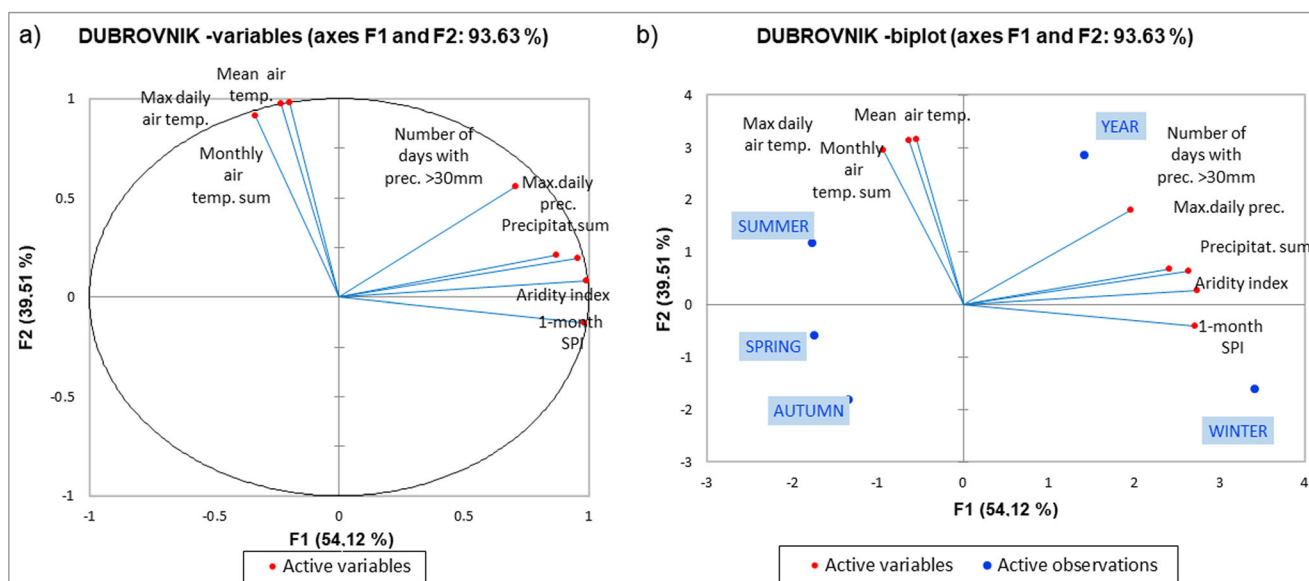 a)
DUBROVNIK -variables (axes F1 and F2: 93.63 %)
Mean air
temp.
Max daily
air temp.
Monthly
air
temp. sum
Number of
days with
prec. >30mm
Max.daily
prec.
Precipitat.sum
Aridity index
1-month
SPI
1
0.5
0
-0.5
-1
-1
-0.5
0
0.5
1
F2 (39.51 %)
F1 (54.12 %)
Active variables
b)
DUBROVNIK -biplot (axes F1 and F2: 93.63 %)
Max daily
air temp.
Mean air temp.
Monthly
air
temp. sum
YEAR
Number of
days with
prec. >30mm
Max.daily prec.
Precipitat. sum
Aridity index
1-month
SPI
SUMMER
SPRING
AUTUMN
WINTER
4
3
2
1
0
-1
-2
-3
-3
-2
-1
0
1
2
3
4
F2 (39.51 %)
F1 (54.12 %)
Active variables
Active observations